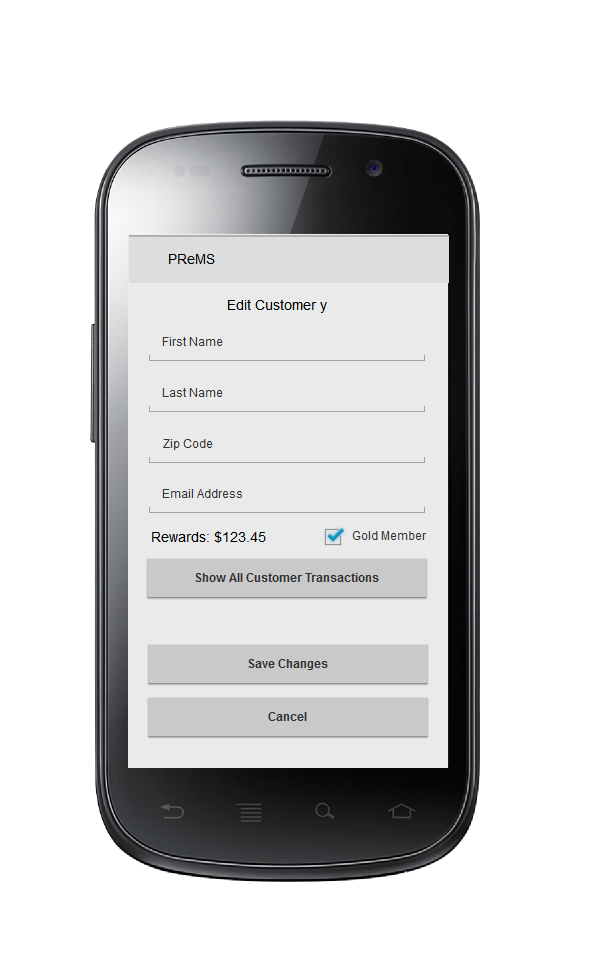 PReMS
Edit Customer y
First Name
Last Name
Zip Code
Email Address
Rewards: $123.45 Gold Member
Show All Customer Transactions
Save Changes
Cancel